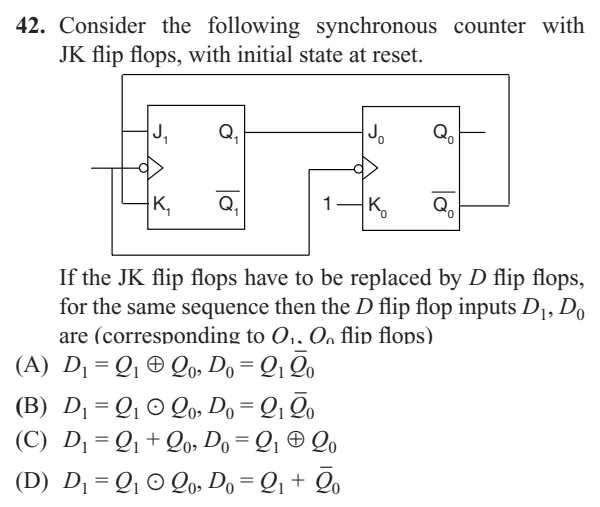 42. Consider the following synchronous counter with
JK flip flops, with initial state at reset.
J₁ Q₁ J₀ Q₀
K₁ Q̅₁ 1 K₀ Q̅₀
If the JK flip flops have to be replaced by D flip flops,
for the same sequence then the D flip flop inputs D₁, D₀
are (corresponding to Q₁, Q₀ flip flops)
(A) D₁ = Q₁ ⊕ Q₀, D₀ = Q₁ Q̅₀
(B) D₁ = Q₁ ⊙ Q₀, D₀ = Q₁ Q̅₀
(C) D₁ = Q₁ + Q₀, D₀ = Q₁ ⊕ Q₀
(D) D₁ = Q₁ ⊙ Q₀, D₀ = Q₁ + Q̅₀